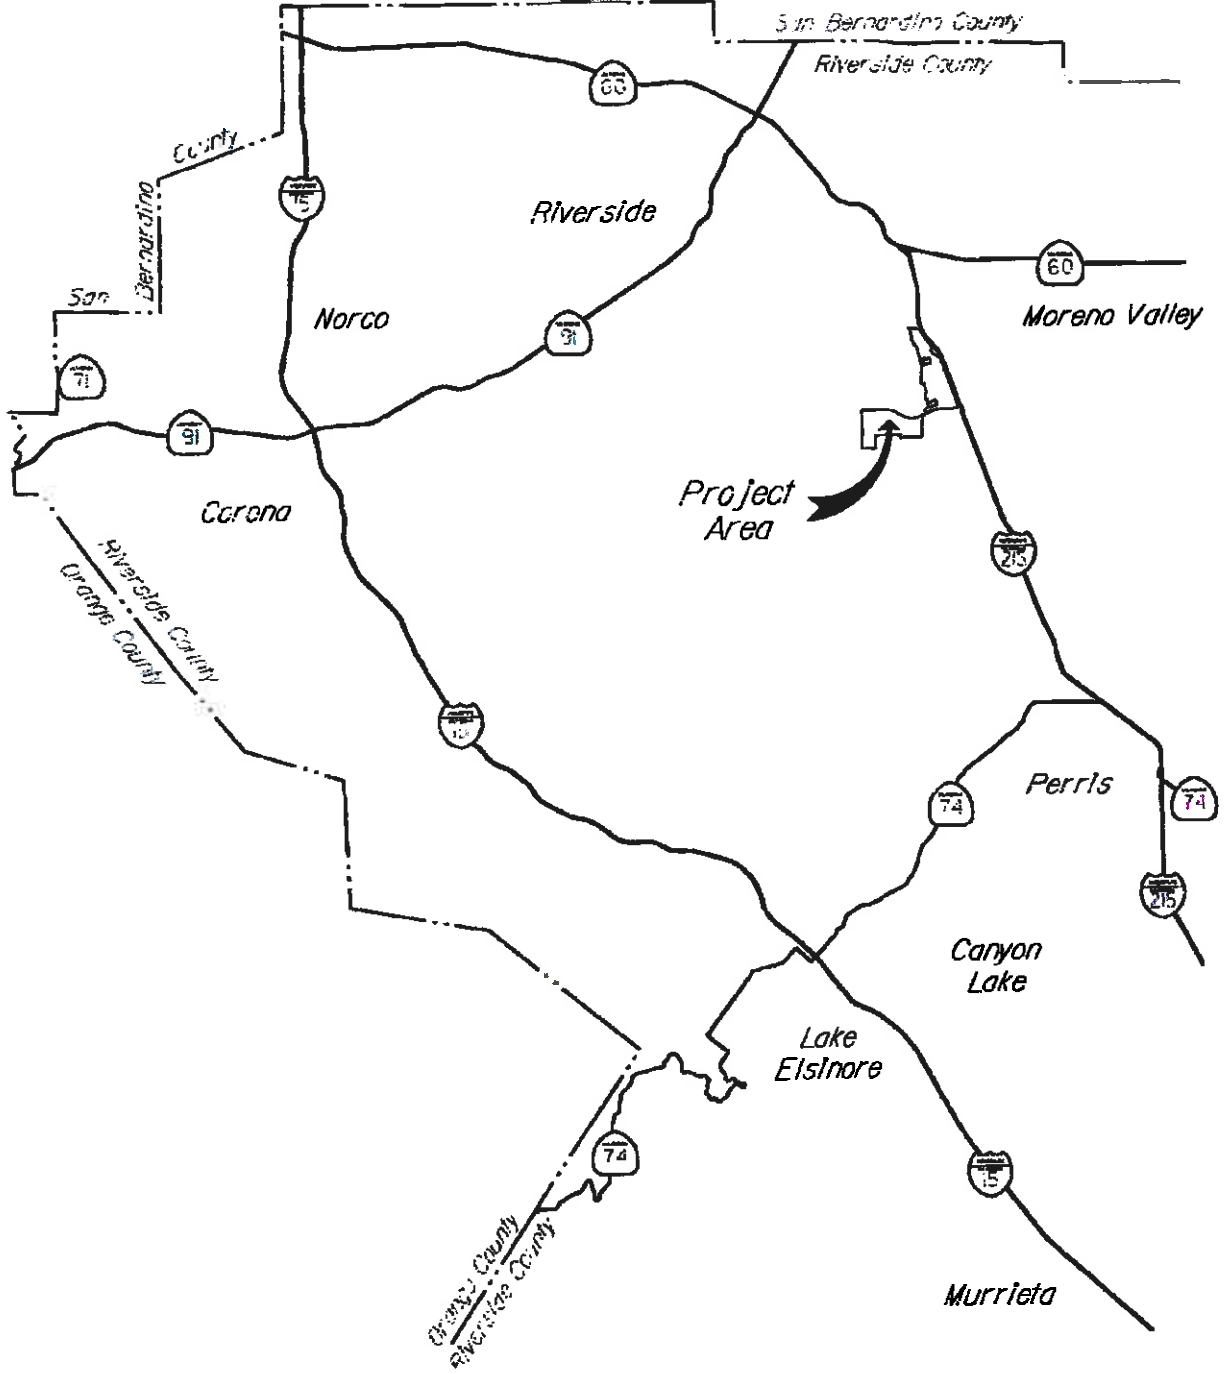 San Bernardino County
Riverside County
60
County
15
Bernardino
Riverside
60
San
Norco
91
Moreno Valley
71
91
Project
Area
Corona
215
Riverside County
Orange County
15
Perris
74
74
215
Canyon
Lake
Lake
Elsinore
74
15
Orange County
Riverside County
Murrieta